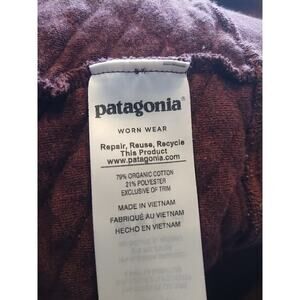 patagonia®
WORN WEAR
Repair, Reuse, Recycle
This Product
www.patagonia.com
79% ORGANIC COTTON
21% POLYESTER
EXCLUSIVE OF TRIM
MADE IN VIETNAM
FABRIQUÉ AU VIETNAM
HECHO EN VIETNAM